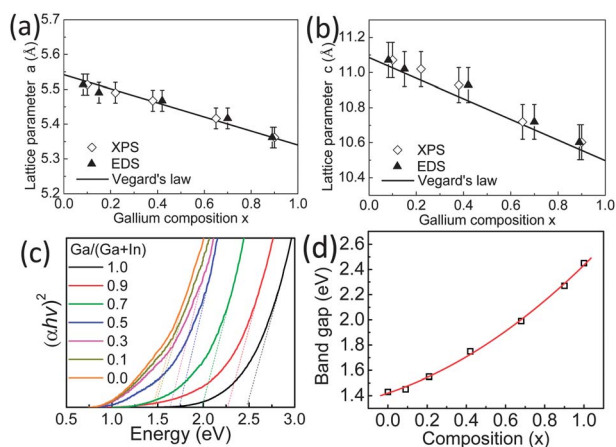 (a)
5.7
5.6
5.5
5.4
5.3
5.2
Lattice parameter a (Å)
XPS
EDS
Vegard's law
0.0 0.2 0.4 0.6 0.8 1.0
Gallium composition x
(b)
11.2
11.0
10.8
10.6
10.4
Lattice parameter c (Å)
XPS
EDS
Vegard's law
0.0 0.2 0.4 0.6 0.8 1.0
Gallium composition x
(c)
Ga/(Ga+In)
1.0
0.9
0.7
0.5
0.3
0.1
0.0
(αhν)²
0.5 1.0 1.5 2.0 2.5 3.0
Energy (eV)
(d)
2.6
2.4
2.2
2.0
1.8
1.6
1.4
Band gap (eV)
0.0 0.2 0.4 0.6 0.8 1.0
Composition (x)